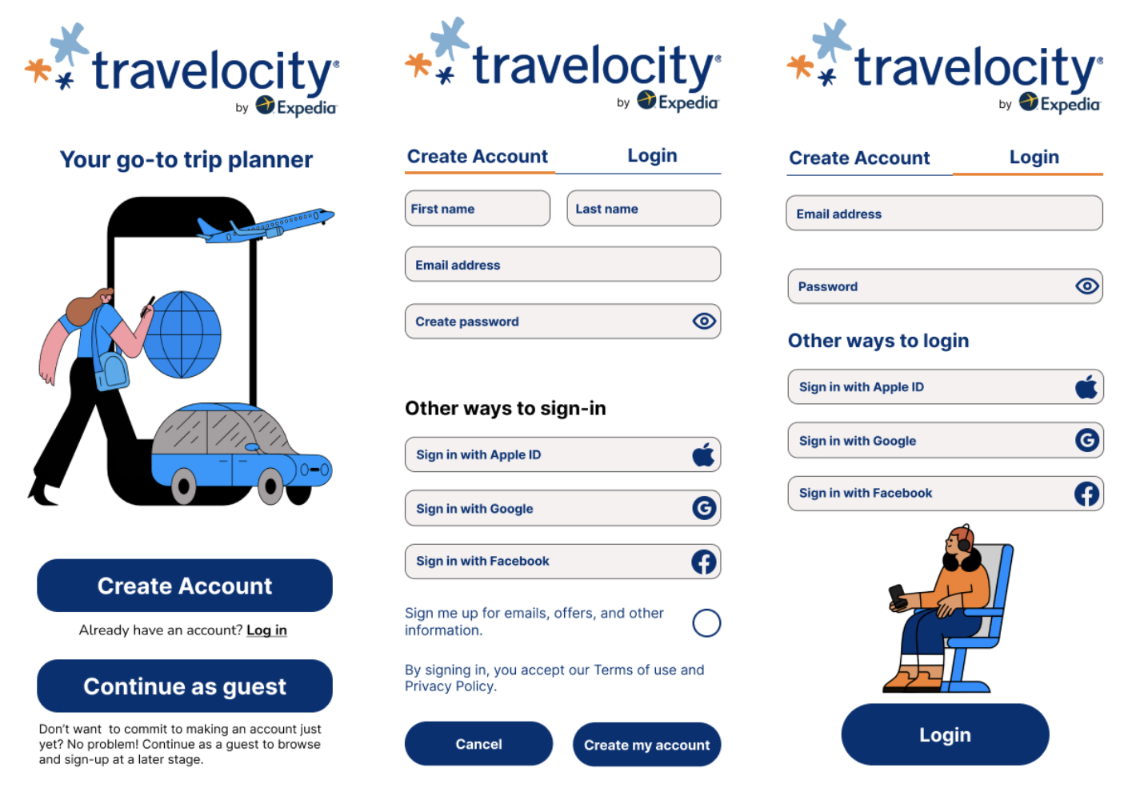 travelocity®
by Expedia
Your go-to trip planner
Create Account
Already have an account? Log in
Continue as guest
Don't want  to commit to making an account just
yet? No problem! Continue as a guest to browse
and sign-up at a later stage.
travelocity®
by Expedia
Create Account
Login
First name
Last name
Email address
Create password
Other ways to sign-in
Sign in with Apple ID
Sign in with Google
G
Sign in with Facebook
f
Sign me up for emails, offers, and other
information.
By signing in, you accept our Terms of use and
Privacy Policy.
Cancel
Create my account
travelocity®
by Expedia
Create Account
Login
Email address
Password
Other ways to login
Sign in with Apple ID
Sign in with Google
G
Sign in with Facebook
f
Login